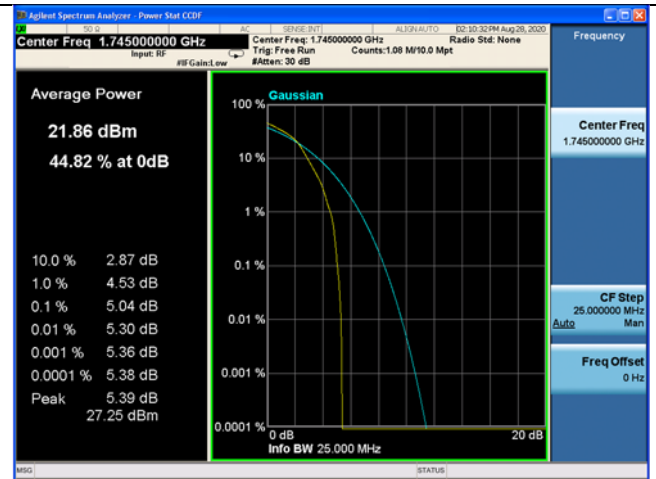 Agilent Spectrum Analyzer - Power Stat CCDF
50 Ω AC SENSE:INT ALIGNAUTO 02:10:32 PM Aug 28, 2020
Center Freq 1.745000000 GHz
Input: RF
#IFGain:Low
Center Freq: 1.745000000 GHz
Trig: Free Run
#Atten: 30 dB
Counts:1.08 M/10.0 Mpt
Radio Std: None
Frequency
Average Power
21.86 dBm
44.82 % at 0dB
10.0 % 2.87 dB
1.0 % 4.53 dB
0.1 % 5.04 dB
0.01 % 5.30 dB
0.001 % 5.36 dB
0.0001 % 5.38 dB
Peak 5.39 dB
27.25 dBm
Gaussian
100 %
10 %
1 %
0.1 %
0.01 %
0.001 %
0.0001 %
0 dB 20 dB
Info BW 25.000 MHz
Center Freq
1.745000000 GHz
CF Step
25.000000 MHz
Auto Man
Freq Offset
0 Hz
MSG STATUS